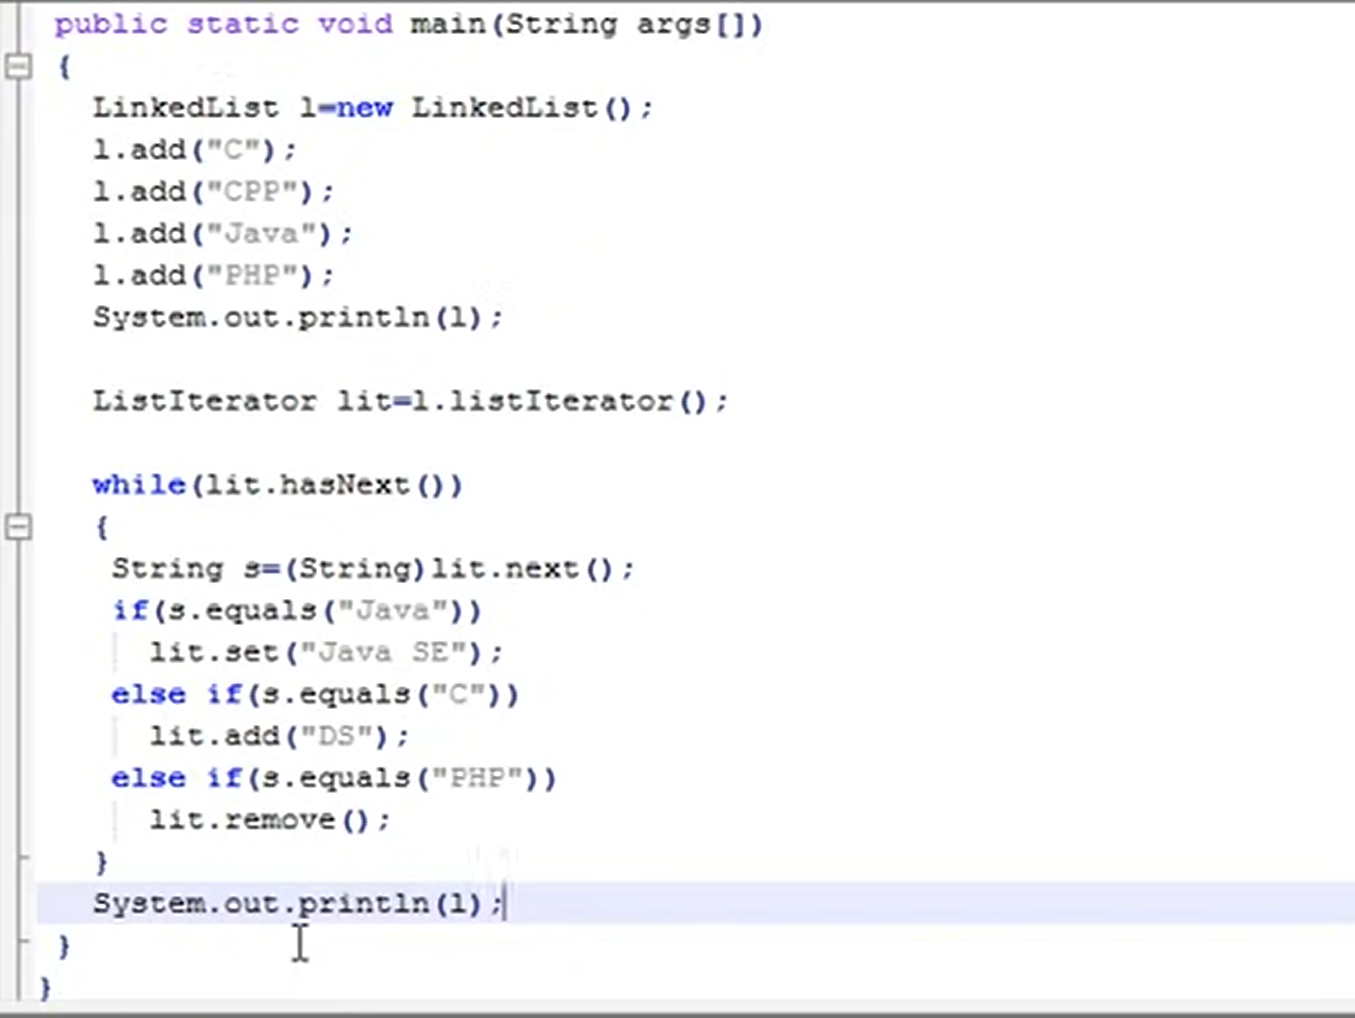 public static void main(String args[])
{
LinkedList l=new LinkedList();
l.add("C");
l.add("CPP");
l.add("Java");
l.add("PHP");
System.out.println(l);
ListIterator lit=l.listIterator();
while(lit.hasNext())
{
String s=(String)lit.next();
if(s.equals("Java"))
lit.set("Java SE");
else if(s.equals("C"))
lit.add("DS");
else if(s.equals("PHP"))
lit.remove();
}
System.out.println(l);
}
}